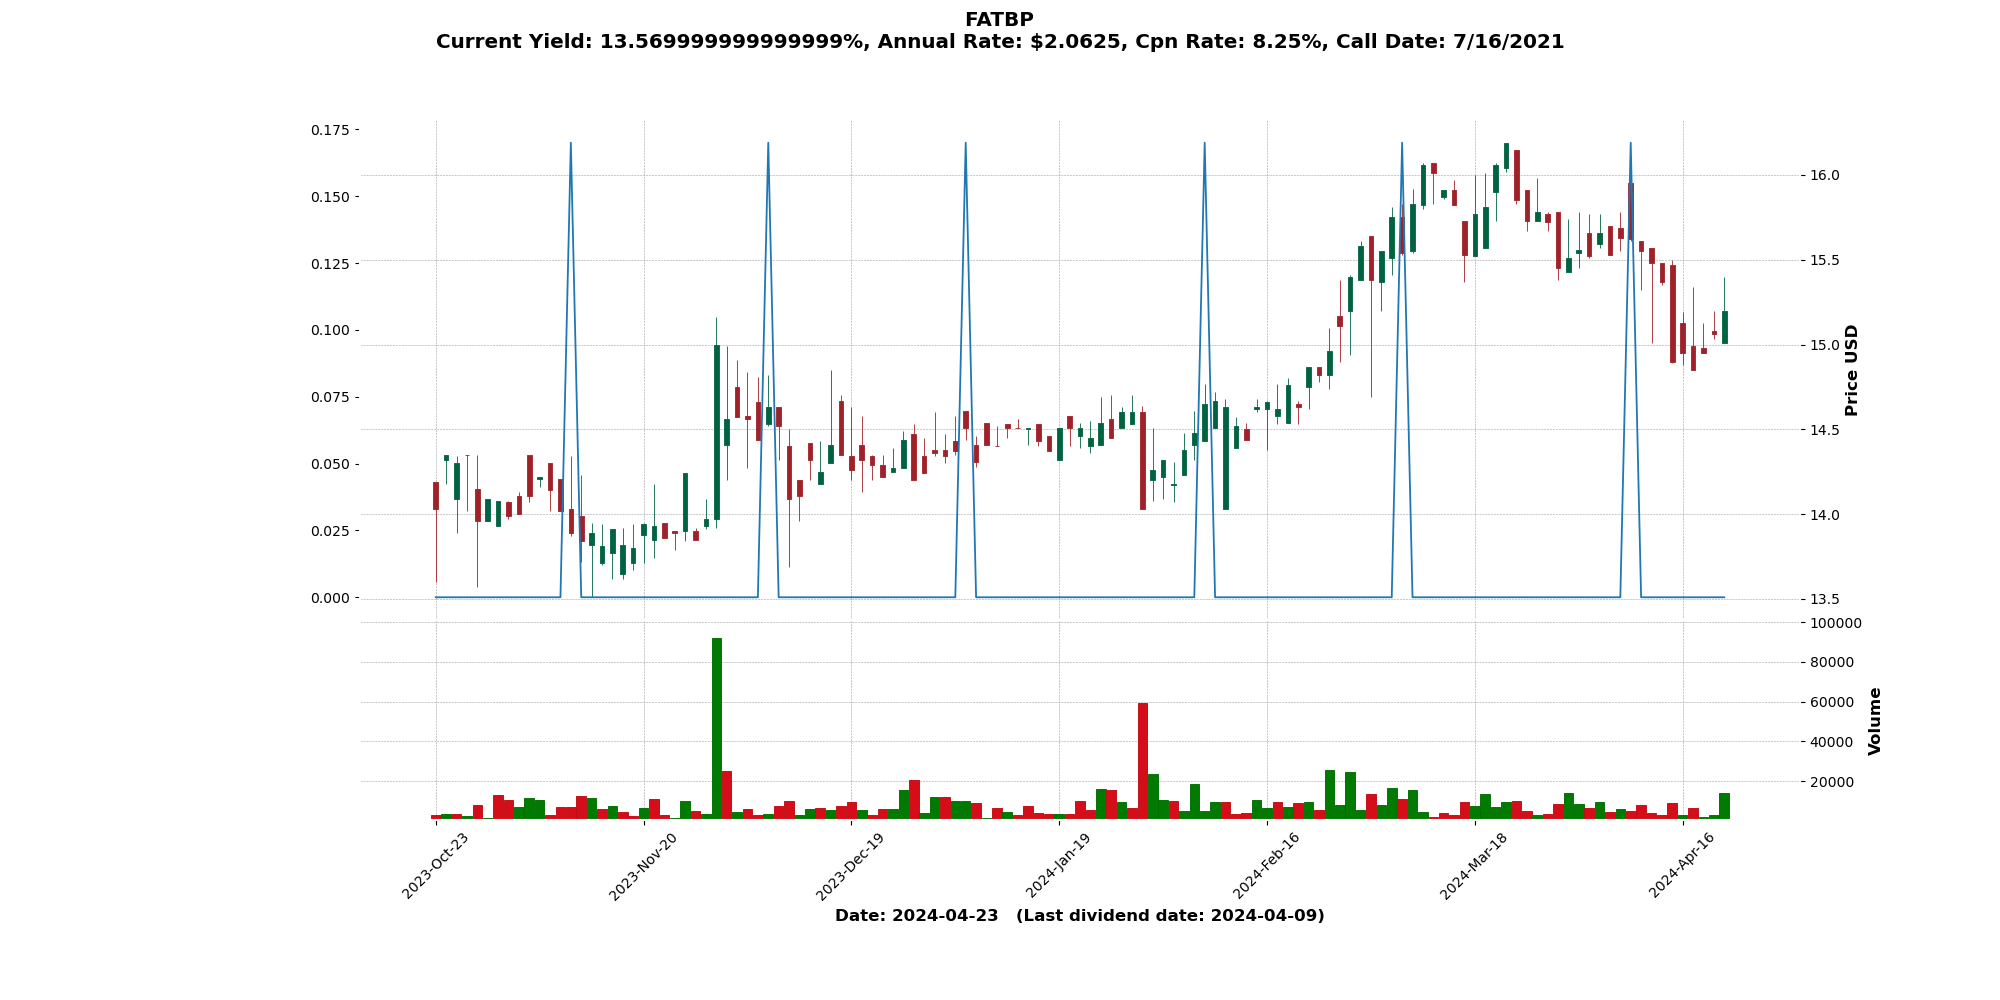 FATBP
Current Yield: 13.569999999999999%, Annual Rate: $2.0625, Cpn Rate: 8.25%, Call Date: 7/16/2021
0.175
0.150
0.125
0.100
0.075
0.050
0.025
0.000
16.0
15.5
15.0
14.5
14.0
13.5
Price USD
100000
80000
60000
40000
20000
Volume
2023-Oct-23
2023-Nov-20
2023-Dec-19
2024-Jan-19
2024-Feb-16
2024-Mar-18
2024-Apr-16
Date: 2024-04-23 (Last dividend date: 2024-04-09)